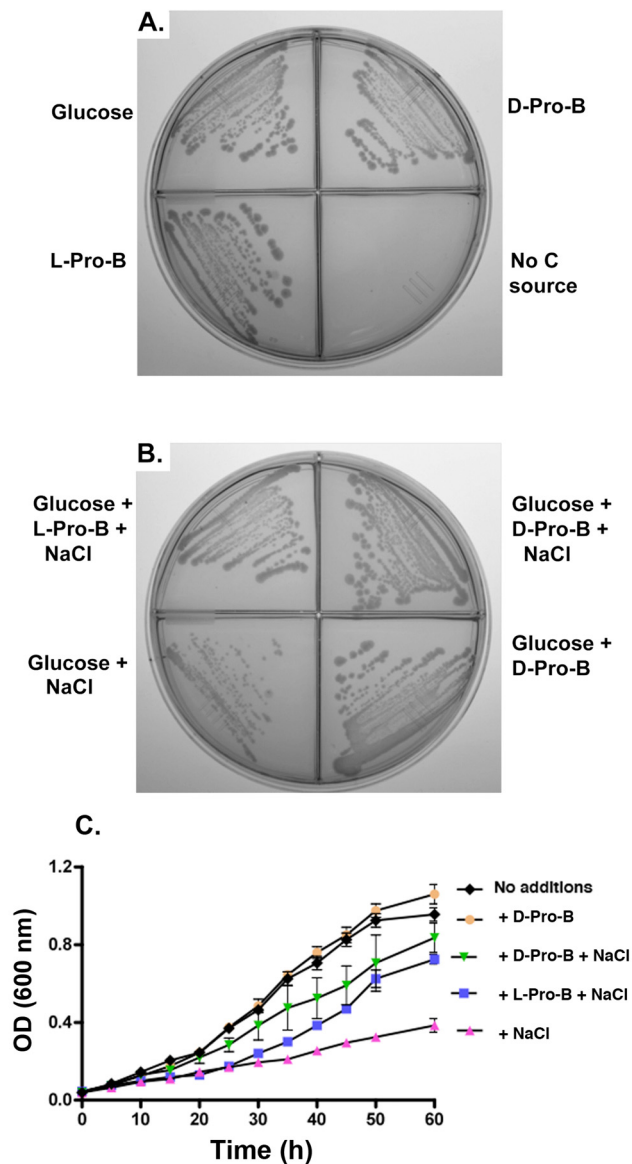 A.
Glucose
D-Pro-B
L-Pro-B
No C
source
B.
Glucose +
L-Pro-B +
NaCl
Glucose +
D-Pro-B +
NaCl
Glucose +
NaCl
Glucose +
D-Pro-B
C.
OD (600 nm)
1.2
0.8
0.4
0.0
0 10 20 30 40 50 60
Time (h)
No additions
+ D-Pro-B
+ D-Pro-B + NaCl
+ L-Pro-B + NaCl
+ NaCl